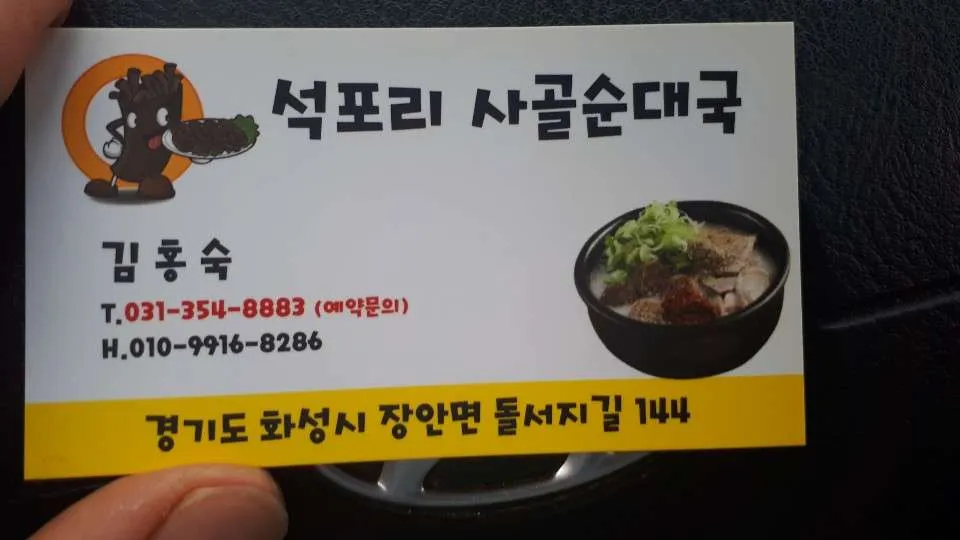 석포리 사골순대국
김홍숙
T.031-354-8883 (예약문의)
H.010-9916-8286
경기도 화성시 장안면 돌서지길 144